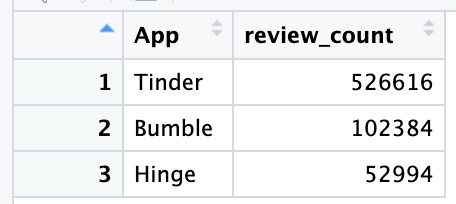 App review_count
1 Tinder 526616
2 Bumble 102384
3 Hinge 52994